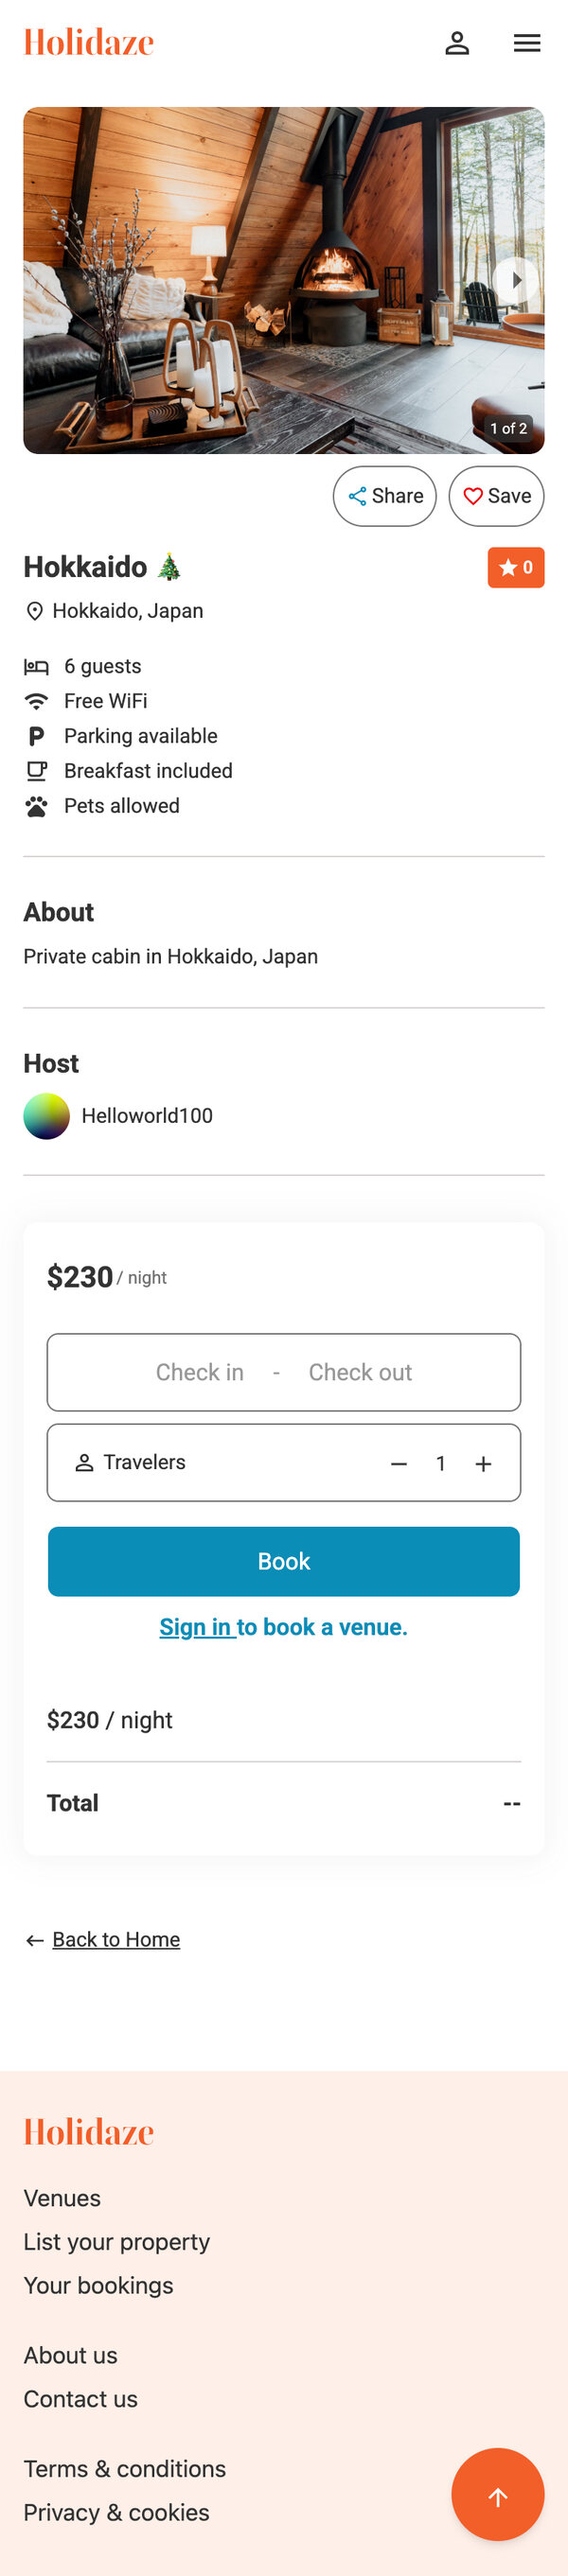 Holidaze
1 of 2
Share
Save
Hokkaido 🎄
0
Hokkaido, Japan
6 guests
Free WiFi
Parking available
Breakfast included
Pets allowed
About
Private cabin in Hokkaido, Japan
Host
Helloworld100
$230 / night
Check in - Check out
Travelers
1
Book
Sign in to book a venue.
$230 / night
Total --
Back to Home
Holidaze
Venues
List your property
Your bookings
About us
Contact us
Terms & conditions
Privacy & cookies